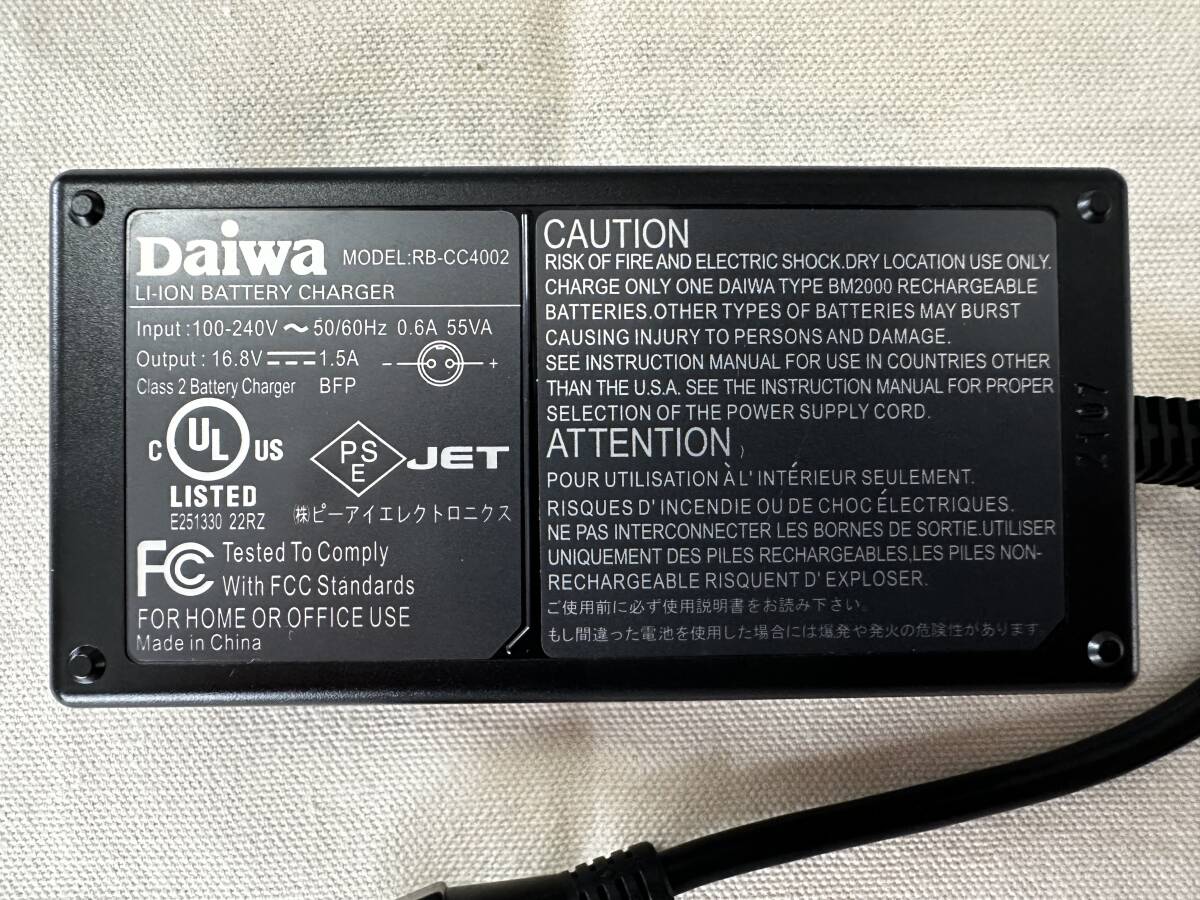 Daiwa MODEL:RB-CC4002
LI-ION BATTERY CHARGER
Input:100-240V～50/60Hz 0.6A 55VA
Output:16.8V⎓1.5A − +
Class 2 Battery Charger BFP
C UL US
LISTED
E251330 22RZ
PSE JET
㈱ピーアイエレクトロニクス
FC Tested To Comply
With FCC Standards
FOR HOME OR OFFICE USE
Made in China
CAUTION
RISK OF FIRE AND ELECTRIC SHOCK.DRY LOCATION USE ONLY.
CHARGE ONLY ONE DAIWA TYPE BM2000 RECHARGEABLE
BATTERIES.OTHER TYPES OF BATTERIES MAY BURST
CAUSING INJURY TO PERSONS AND DAMAGE.
SEE INSTRUCTION MANUAL FOR USE IN COUNTRIES OTHER
THAN THE U.S.A. SEE THE INSTRUCTION MANUAL FOR PROPER
SELECTION OF THE POWER SUPPLY CORD.
ATTENTION
POUR UTILISATION À L' INTÉRIEUR SEULEMENT.
RISQUES D' INCENDIE OU DE CHOC ÉLECTRIQUES.
NE PAS INTERCONNECTER LES BORNES DE SORTIE.UTILISER
UNIQUEMENT DES PILES RECHARGEABLES,LES PILES NON-
RECHARGEABLE RISQUENT D' EXPLOSER.
ご使用前に必ず使用説明書をお読み下さい。
もし間違った電池を使用した場合には爆発や発火の危険性があります
2107